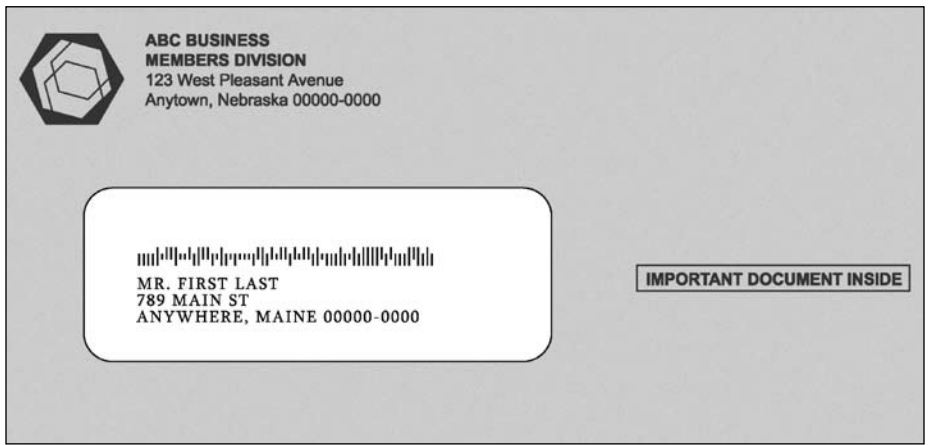 ABC BUSINESS
MEMBERS DIVISION
123 West Pleasant Avenue
Anytown, Nebraska 00000-0000
MR. FIRST LAST
789 MAIN ST
ANYWHERE, MAINE 00000-0000
IMPORTANT DOCUMENT INSIDE